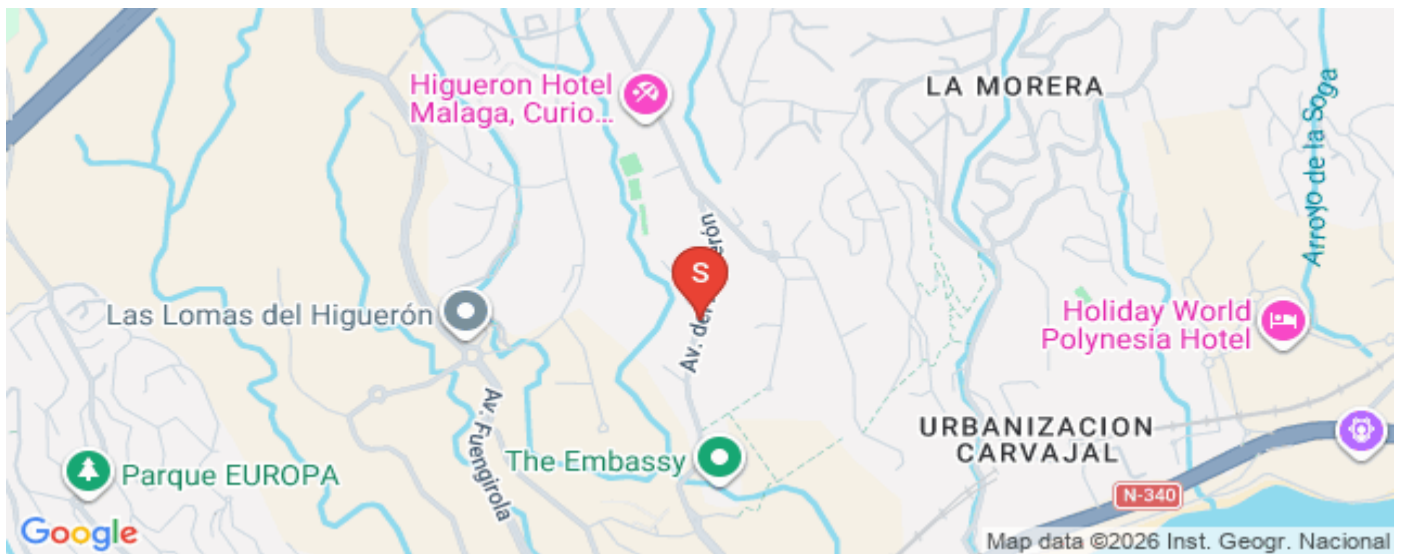 Higueron Hotel
Malaga, Curio...
LA MORERA
Arroyo de la Soga
S
Av. del
erón
Las Lomas del Higuerón
Holiday World
Polynesia Hotel
Av. Fuengirola
URBANIZACION
CARVAJAL
The Embassy
Parque EUROPA
N-340
Google
Map data ©2026 Inst. Geogr. Nacional